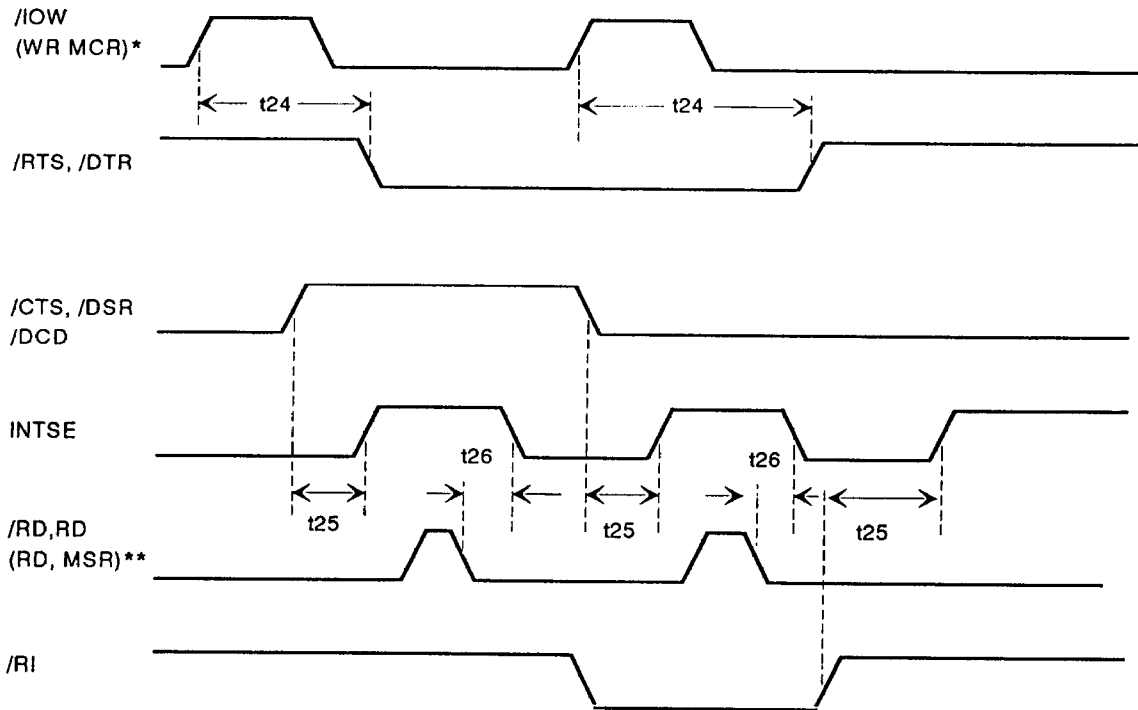 /IOW
(WR MCR)*
t24
t24
/RTS, /DTR
/CTS, /DSR
/DCD
INTSE
t26
t26
t25
t25
t25
/RD,RD
(RD, MSR)**
/RI